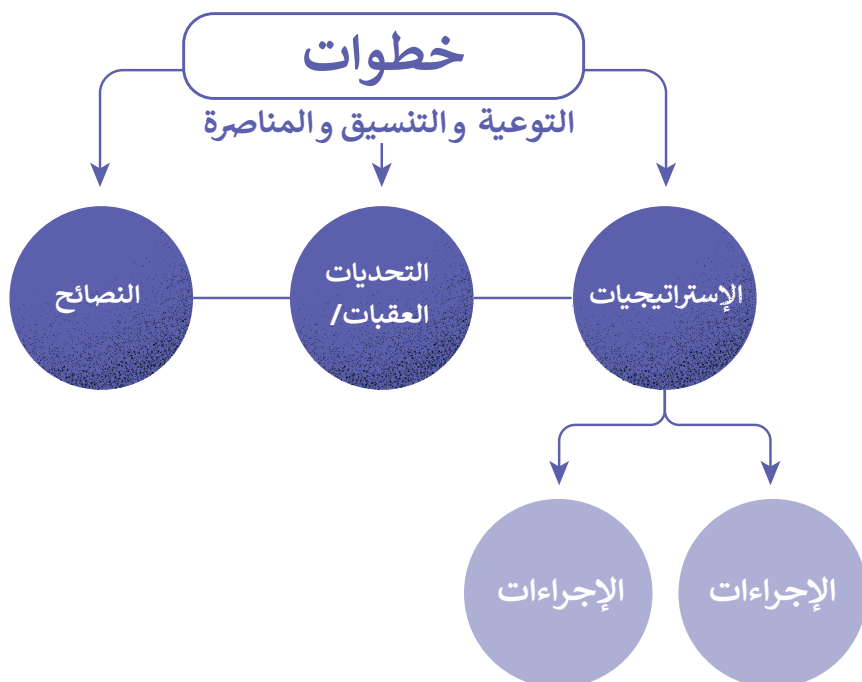 خطوات
التوعية والتنسيق والمناصرة
الإستراتيجيات
التحديات
العقبات/
النصائح
الإجراءات
الإجراءات